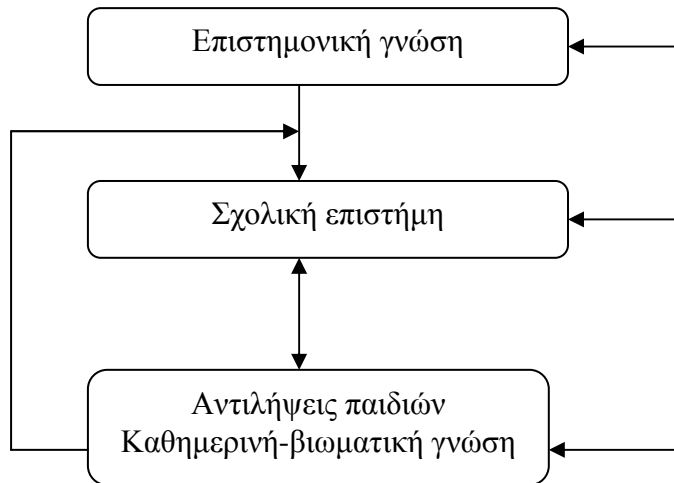 Επιστημονική γνώση
Σχολική επιστήμη
Αντιλήψεις παιδιών
Καθημερινή-βιωματική γνώση